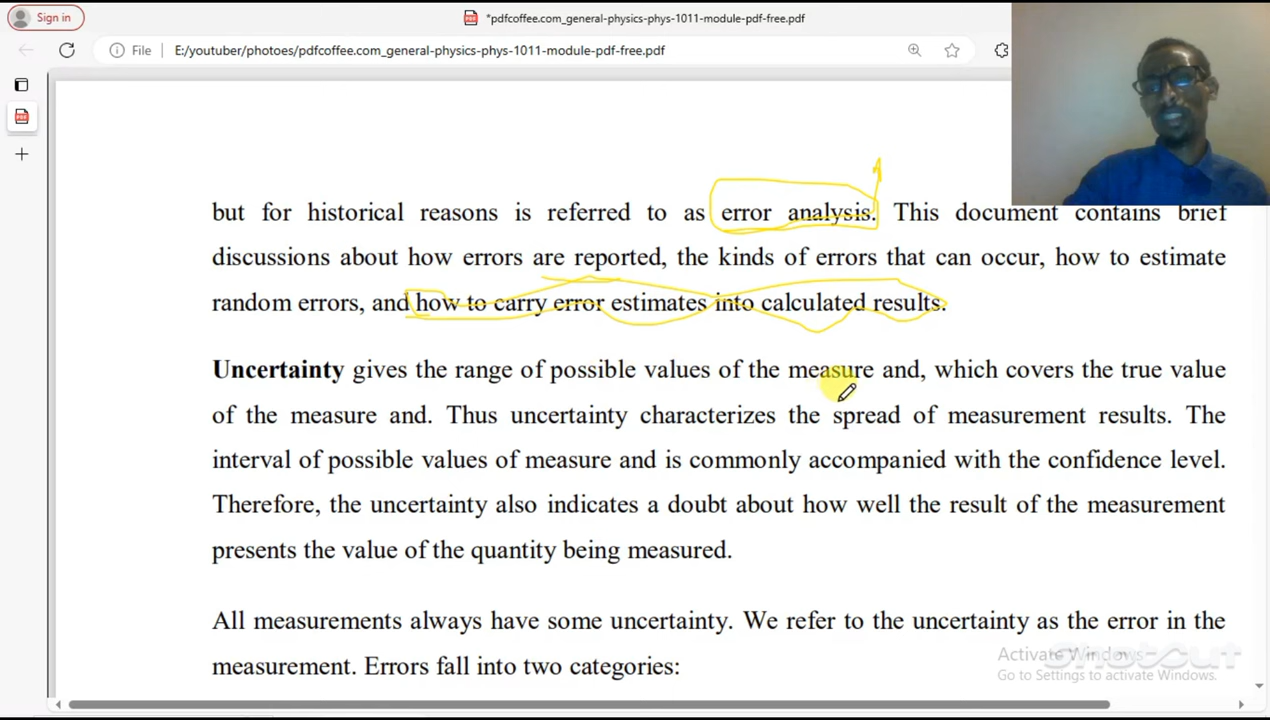 Sign in
*pdfcoffee.com_general-physics-phys-1011-module-pdf-free.pdf
File
E:/youtuber/photoes/pdfcoffee.com_general-physics-phys-1011-module-pdf-free.pdf
but for historical reasons is referred to as error analysis. This document contains brief
discussions about how errors are reported, the kinds of errors that can occur, how to estimate
random errors, and how to carry error estimates into calculated results.
Uncertainty gives the range of possible values of the measure and, which covers the true value
of the measure and. Thus uncertainty characterizes the spread of measurement results. The
interval of possible values of measure and is commonly accompanied with the confidence level.
Therefore, the uncertainty also indicates a doubt about how well the result of the measurement
presents the value of the quantity being measured.
All measurements always have some uncertainty. We refer to the uncertainty as the error in the
measurement. Errors fall into two categories:
Activate Windows
Go to Settings to activate Windows.
shotcut